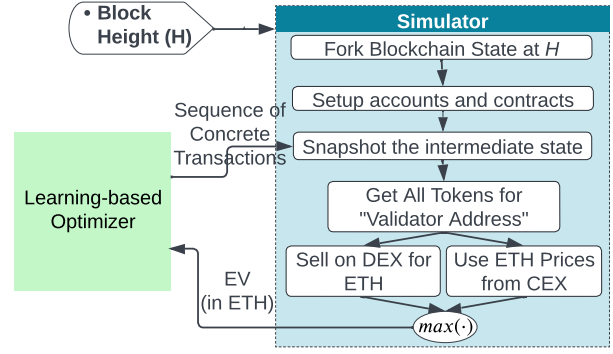 • Block
Height (H)
Simulator
Fork Blockchain State at H
Setup accounts and contracts
Sequence of
Concrete
Transactions
Snapshot the intermediate state
Learning-based
Optimizer
Get All Tokens for
"Validator Address"
Sell on DEX for
ETH
Use ETH Prices
from CEX
EV
(in ETH)
max(·)